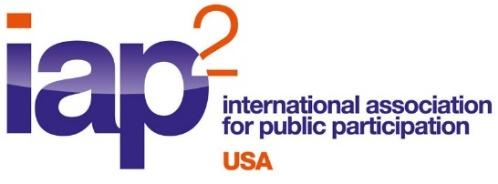 iap2
international association
for public participation
USA